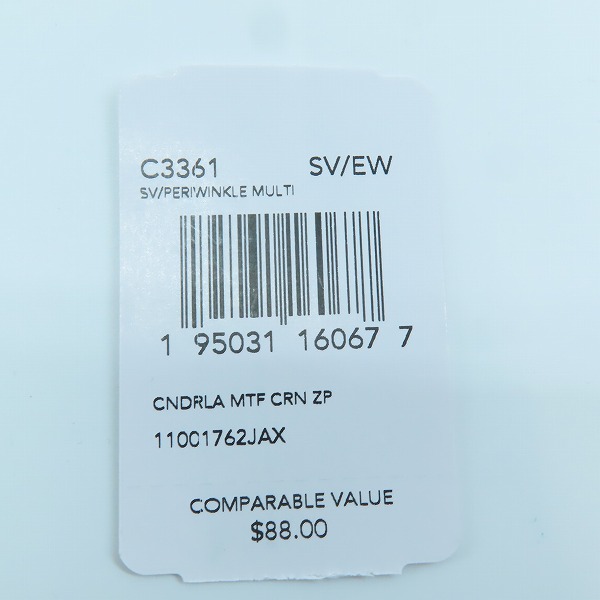 C3361 SV/EW
SV/PERIWINKLE MULTI
1 95031 16067 7
CNDRLA MTF CRN ZP
11001762JAX
COMPARABLE VALUE
$88.00